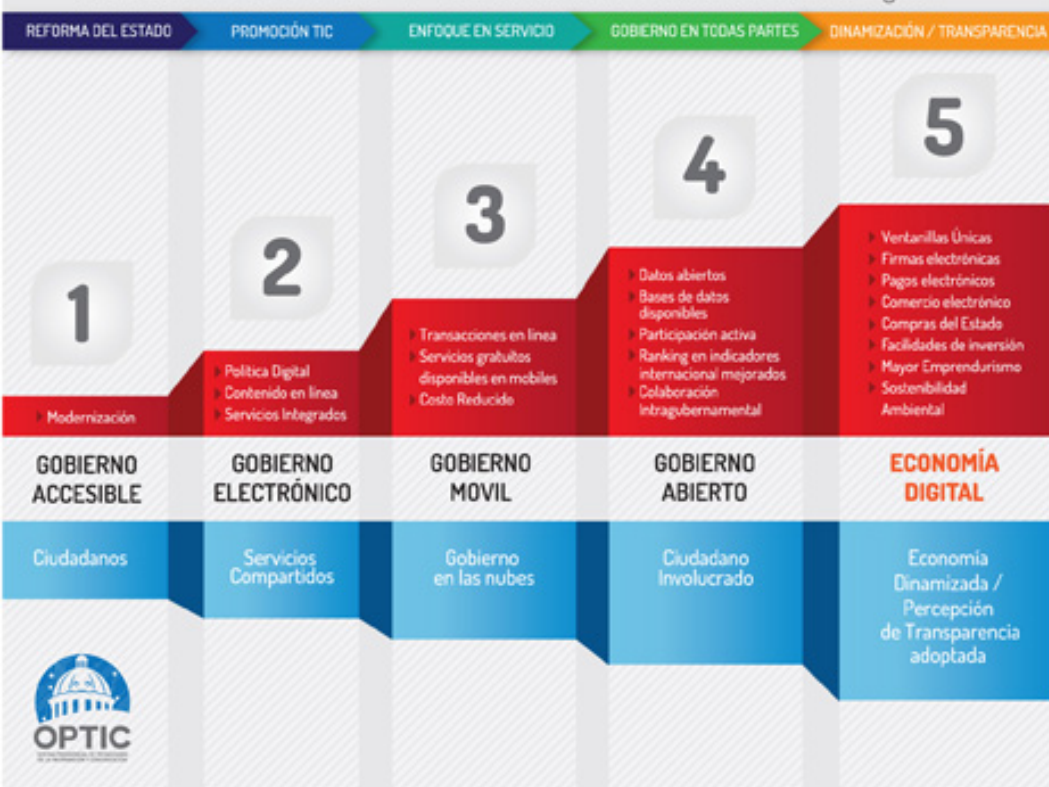 REFORMA DEL ESTADO
PROMOCIÓN TIC
ENFOQUE EN SERVICIO
GOBIERNO EN TODAS PARTES
DINAMIZACIÓN / TRANSPARENCIA
1
Modernización
GOBIERNO
ACCESIBLE
Ciudadanos
2
Política Digital
Contenido en línea
Servicios Integrados
GOBIERNO
ELECTRÓNICO
Servicios
Compartidos
3
Transacciones en línea
Servicios gratuitos
disponibles en mobiles
Costo Reducido
GOBIERNO
MOVIL
Gobierno
en las nubes
4
Datos abiertos
Bases de datos
disponibles
Participación activa
Ranking en indicadores
internacional mejorados
Colaboración
Intragubernamental
GOBIERNO
ABIERTO
Ciudadano
Involucrado
5
Ventanillas Únicas
Firmas electrónicas
Pagos electrónicos
Comercio electrónico
Compras del Estado
Facilidades de inversión
Mayor Emprendurismo
Sostenibilidad
Ambiental
ECONOMÍA
DIGITAL
Economía
Dinamizada /
Percepción
de Transparencia
adoptada
OPTIC